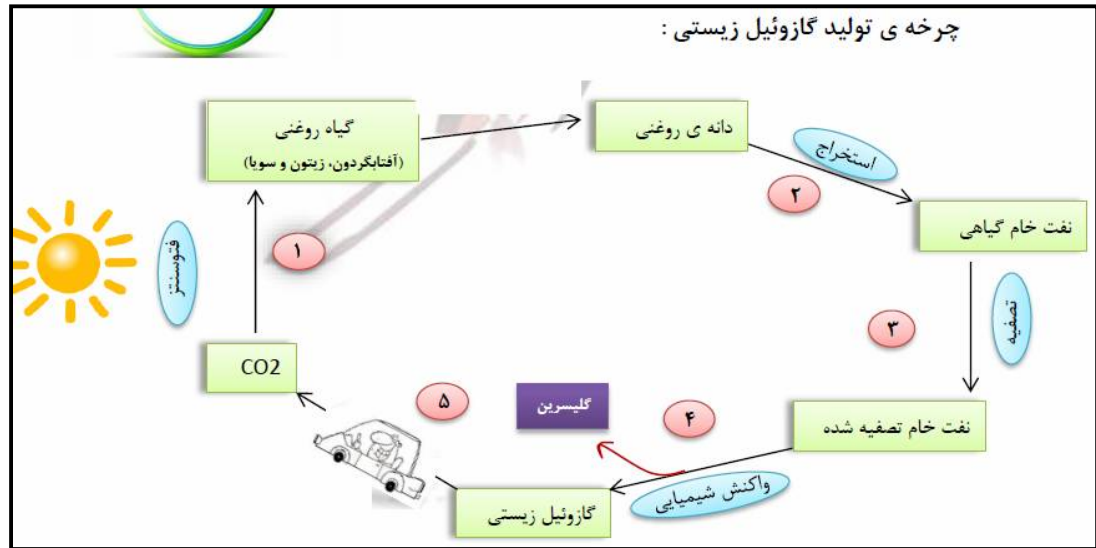 چرخه ی تولید گازوئیل زیستی :
گیاه روغنی
(آفتابگردون، زیتون و سویا)
دانه ی روغنی
استخراج
۲
نفت خام گیاهی
تصفیه
۳
نفت خام تصفیه شده
۴
واکنش شیمیایی
گلیسرین
گازوئیل زیستی
۵
CO2
فتوسنتز
۱